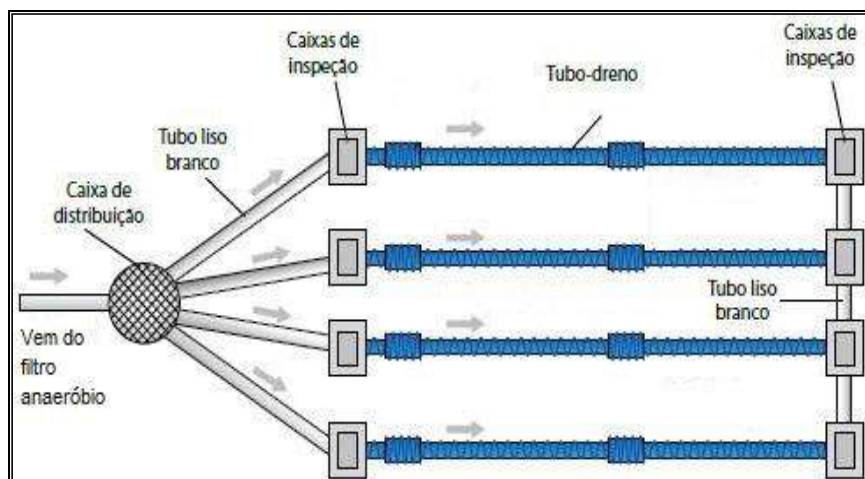 Caixas de
inspeção
Caixas de
inspeção
Tubo-dreno
Tubo liso
branco
Caixa de
distribuição
Tubo liso
branco
Vem do
filtro
anaeróbio